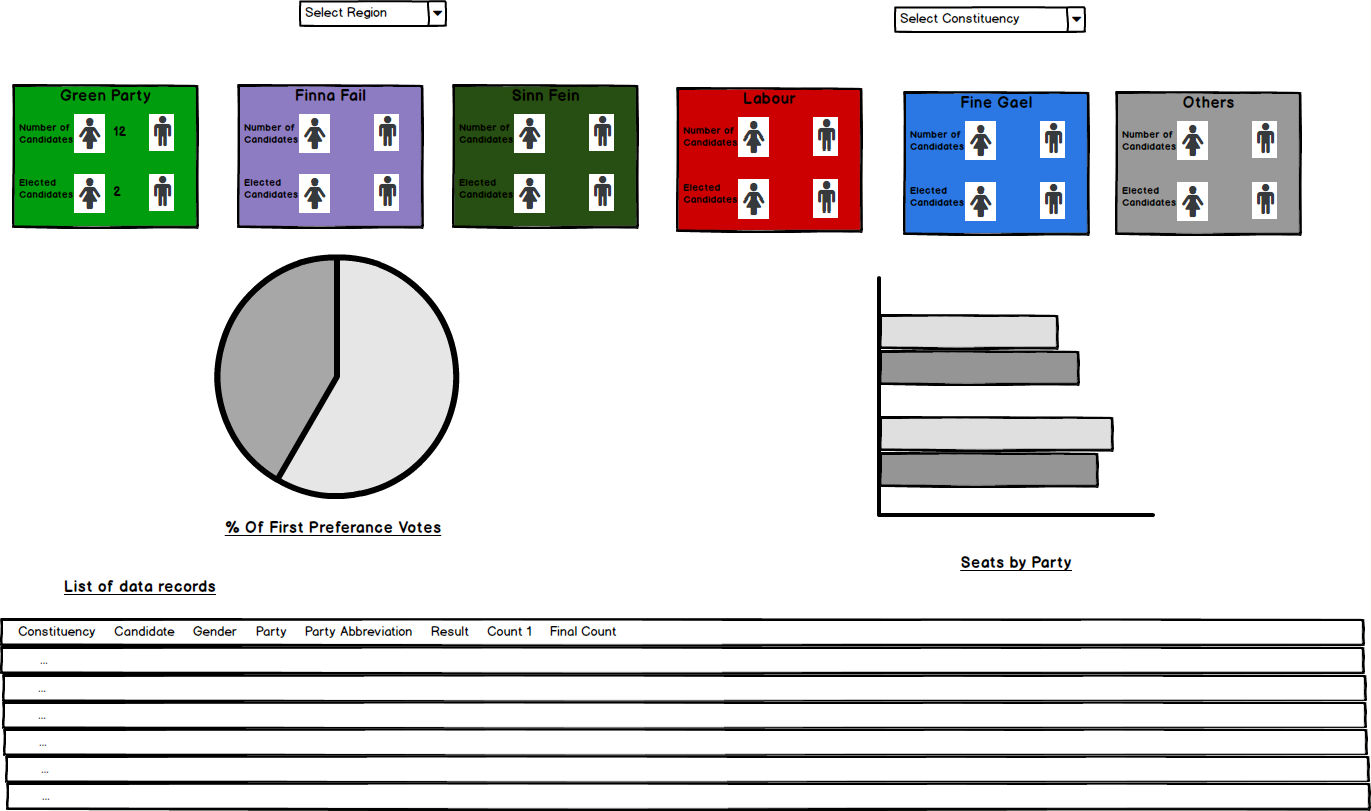 Select Region
Select Constituency
Green Party
Number of
Candidates
12
Elected
Candidates
2
Finna Fail
Number of
Candidates
Elected
Candidates
Sinn Fein
Number of
Candidates
Elected
Candidates
Labour
Number of
Candidates
Elected
Candidates
Fine Gael
Number of
Candidates
Elected
Candidates
Others
Number of
Candidates
Elected
Candidates
% Of First Preferance Votes
Seats by Party
List of data records
Constituency Candidate Gender Party Party Abbreviation Result Count 1 Final Count
...
...
...
...
...
...